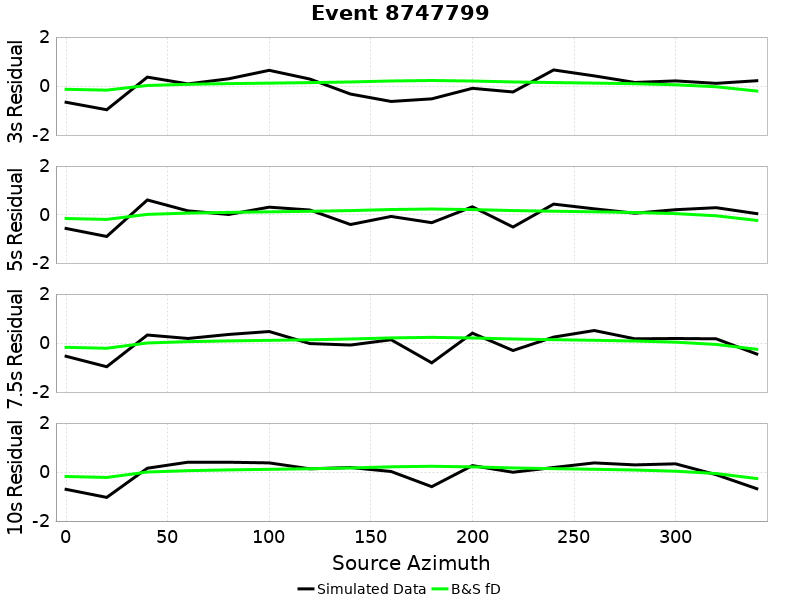 Event 8747799
3s Residual
2
0
-2
5s Residual
2
0
-2
7.5s Residual
2
0
-2
10s Residual
2
0
-2
0 50 100 150 200 250 300
Source Azimuth
Simulated Data B&S fD